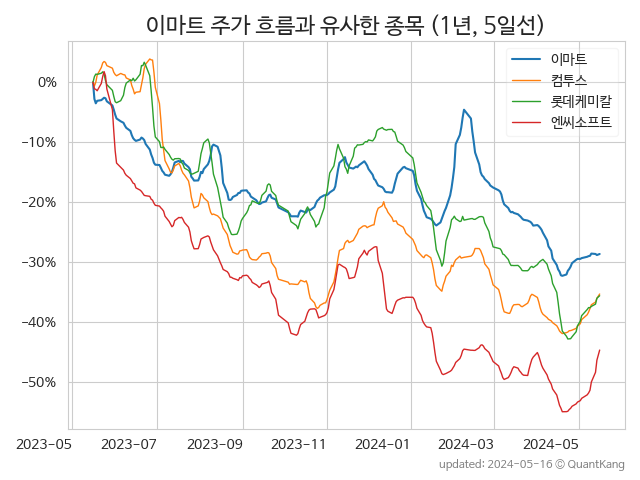 이마트 주가 흐름과 유사한 종목 (1년, 5일선)
이마트
컴투스
롯데케미칼
엔씨소프트
0%
−10%
−20%
−30%
−40%
−50%
2023-05 2023-07 2023-09 2023-11 2024-01 2024-03 2024-05
updated: 2024-05-16 © QuantKang